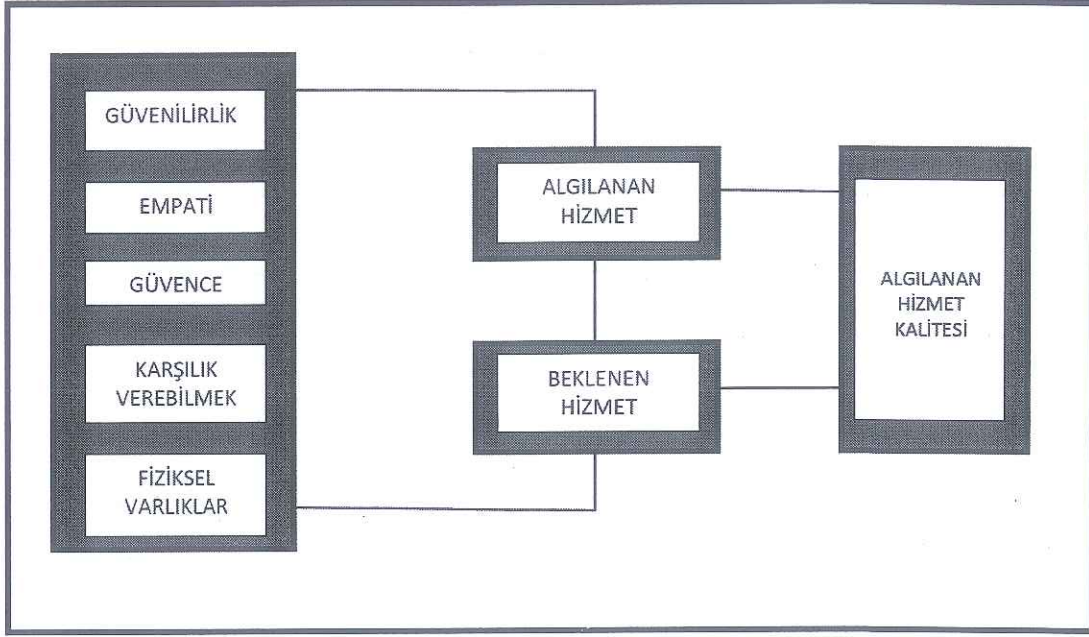 GÜVENİLİRLİK
EMPATİ
GÜVENCE
KARŞILIK
VEREBİLMEK
FİZİKSEL
VARLIKLAR
ALGILANAN
HİZMET
BEKLENEN
HİZMET
ALGILANAN
HİZMET
KALİTESİ